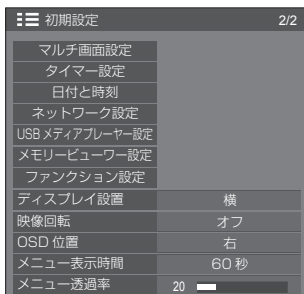 初期設定 2/2
マルチ画面設定
タイマー設定
日付と時刻
ネットワーク設定
USB メディアプレーヤー設定
メモリービューワー設定
ファンクション設定
ディスプレイ設置 横
映像回転 オフ
OSD 位置 右
メニュー表示時間 60 秒
メニュー透過率 20